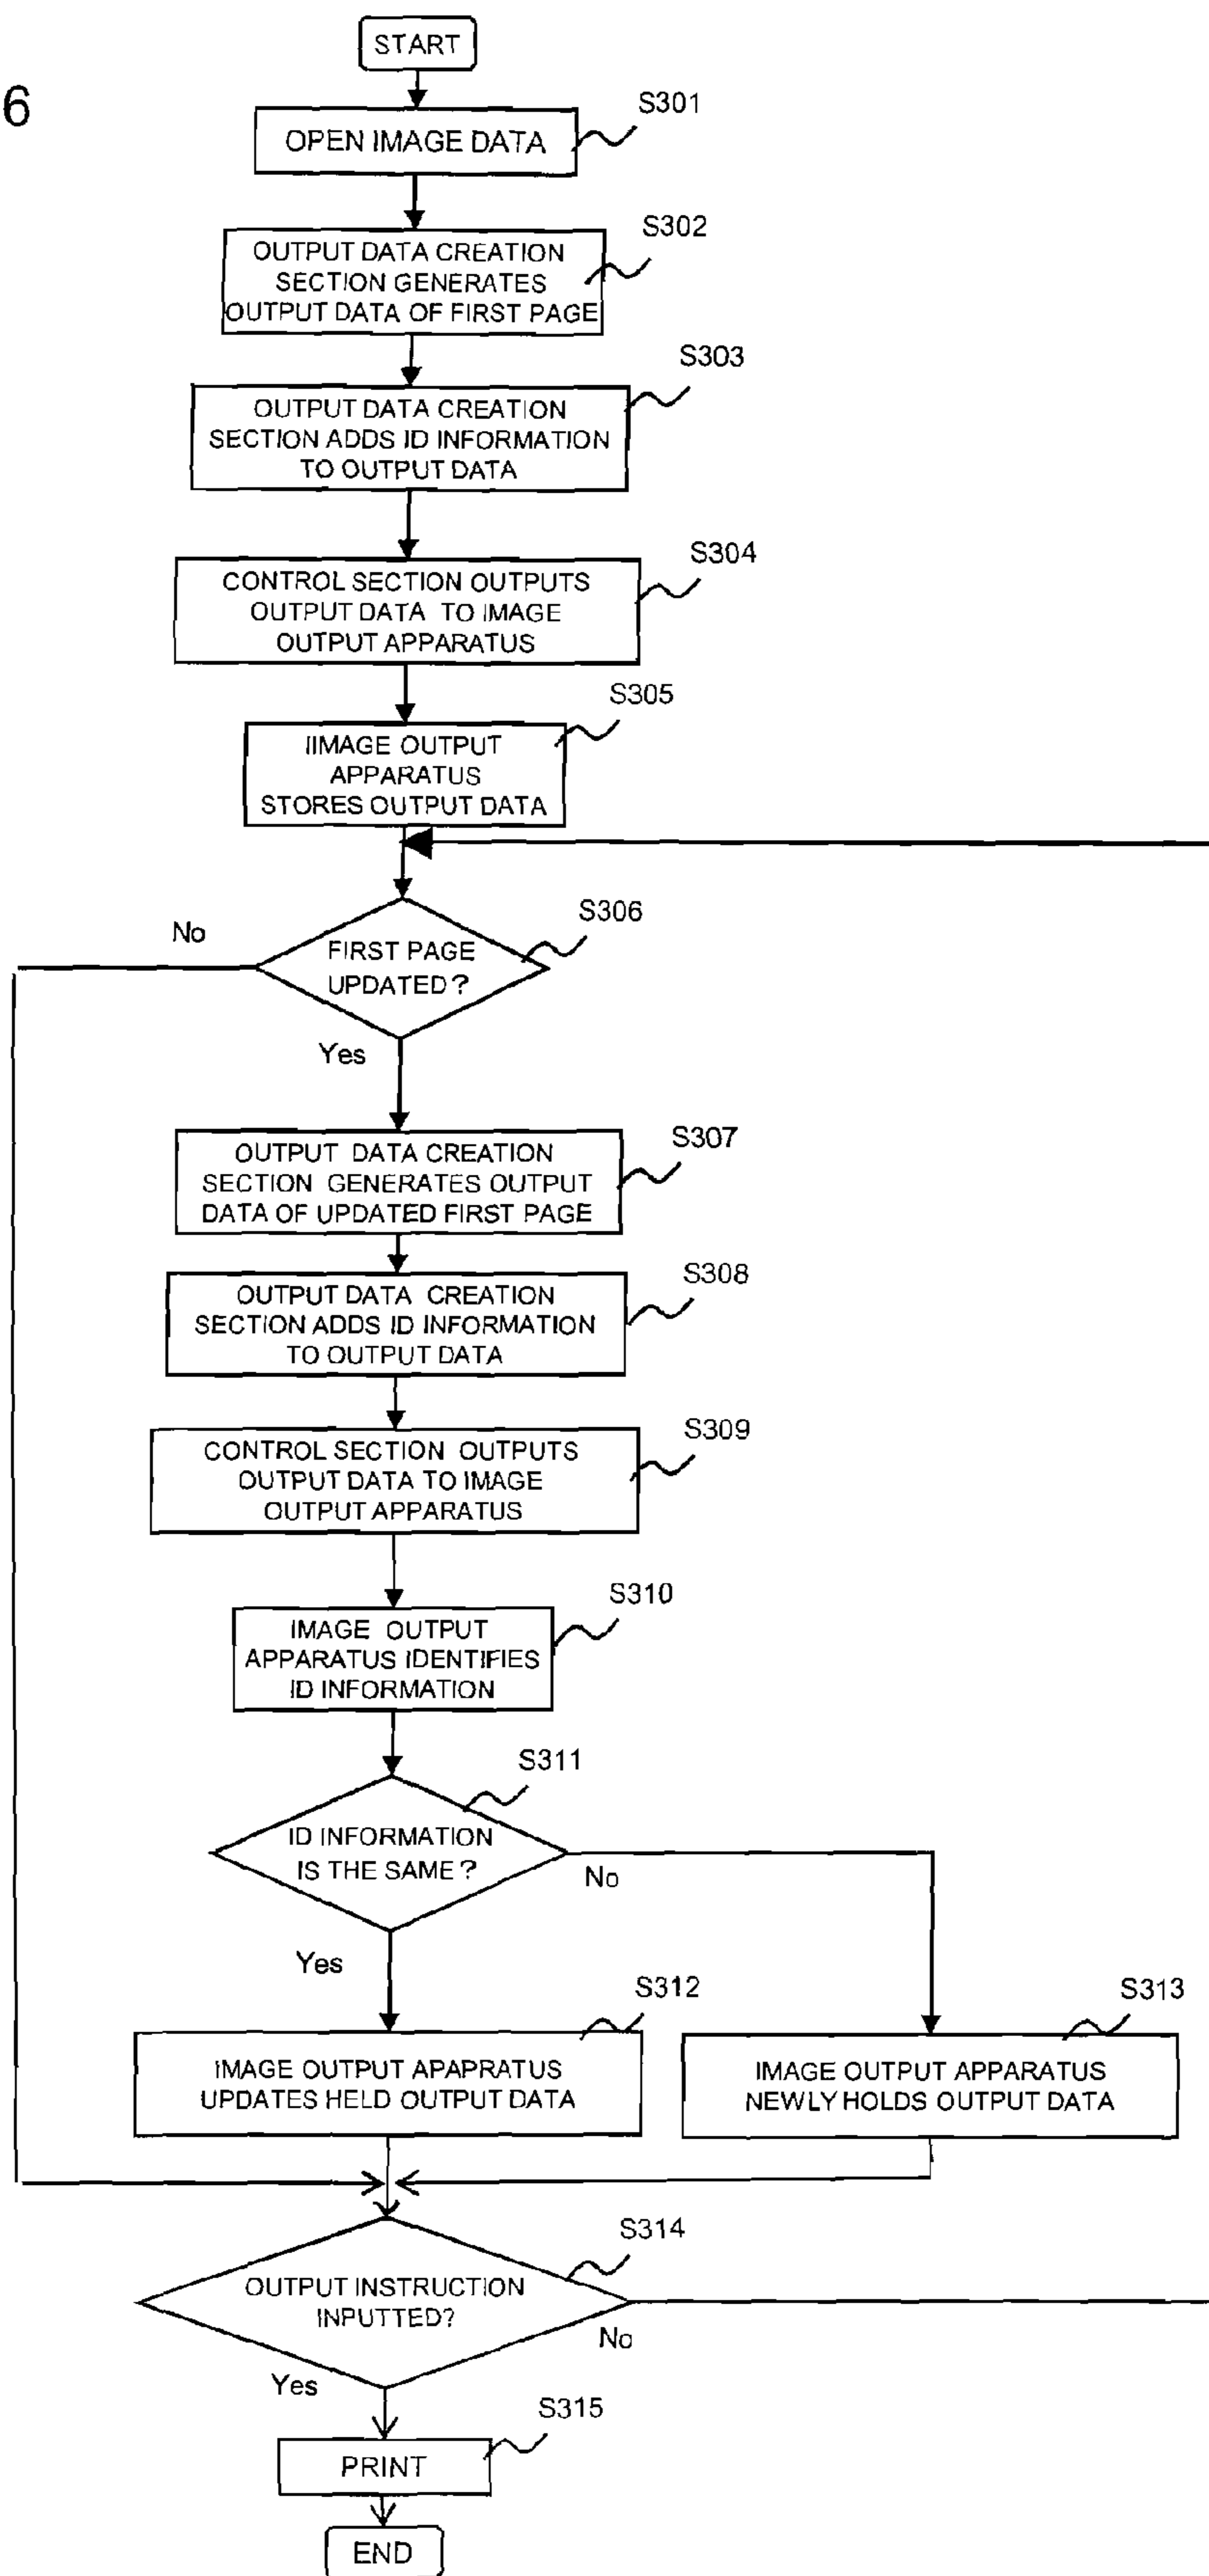 START
6
S301
OPEN IMAGE DATA
S302
OUTPUT DATA CREATION
SECTION GENERATES
OUTPUT DATA OF FIRST PAGE
S303
OUTPUT DATA CREATION
SECTION ADDS ID INFORMATION
TO OUTPUT DATA
S304
CONTROL SECTION OUTPUTS
OUTPUT DATA TO IMAGE
OUTPUT APPARATUS
S305
IIMAGE OUTPUT
APPARATUS
STORES OUTPUT DATA
S306
No
FIRST PAGE
UPDATED?
Yes
S307
OUTPUT DATA CREATION
SECTION GENERATES OUTPUT
DATA OF UPDATED FIRST PAGE
S308
OUTPUT DATA CREATION
SECTION ADDS ID INFORMATION
TO OUTPUT DATA
S309
CONTROL SECTION OUTPUTS
OUTPUT DATA TO IMAGE
OUTPUT APPARATUS
S310
IMAGE OUTPUT
APPARATUS IDENTIFIES
ID INFORMATION
S311
ID INFORMATION
IS THE SAME?
No
Yes
S312
S313
IMAGE OUTPUT APAPRATUS
UPDATES HELD OUTPUT DATA
IMAGE OUTPUT APPARATUS
NEWLY HOLDS OUTPUT DATA
S314
OUTPUT INSTRUCTION
INPUTTED?
No
Yes
S315
PRINT
END